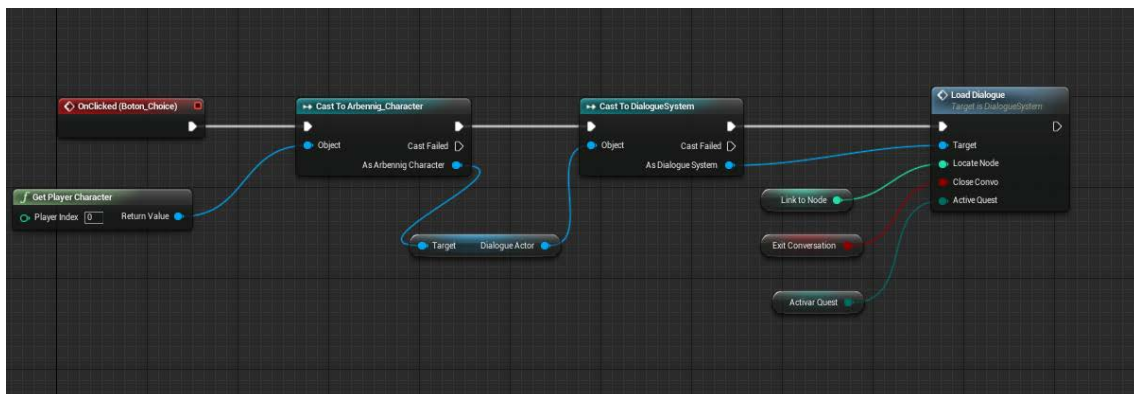 OnClicked (Boton_Choice)
Get Player Character
Player Index 0 Return Value
Cast To Arbennig_Character
Object Cast Failed
As Arbennig Character
Target Dialogue Actor
Cast To DialogueSystem
Object Cast Failed
As Dialogue System
Link to Node
Exit Conversation
Activar Quest
Load Dialogue
Target is DialogueSystem
Target
Locate Node
Close Convo
Active Quest